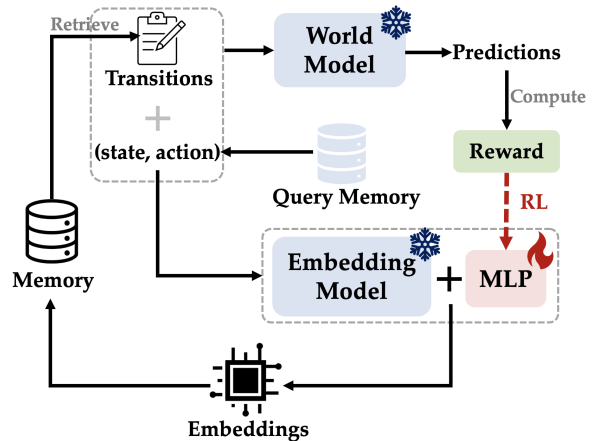 Retrieve
Transitions
+
(state, action)
World
Model
Predictions
Compute
Reward
RL
Query Memory
Memory
Embedding
Model
+
MLP
Embeddings